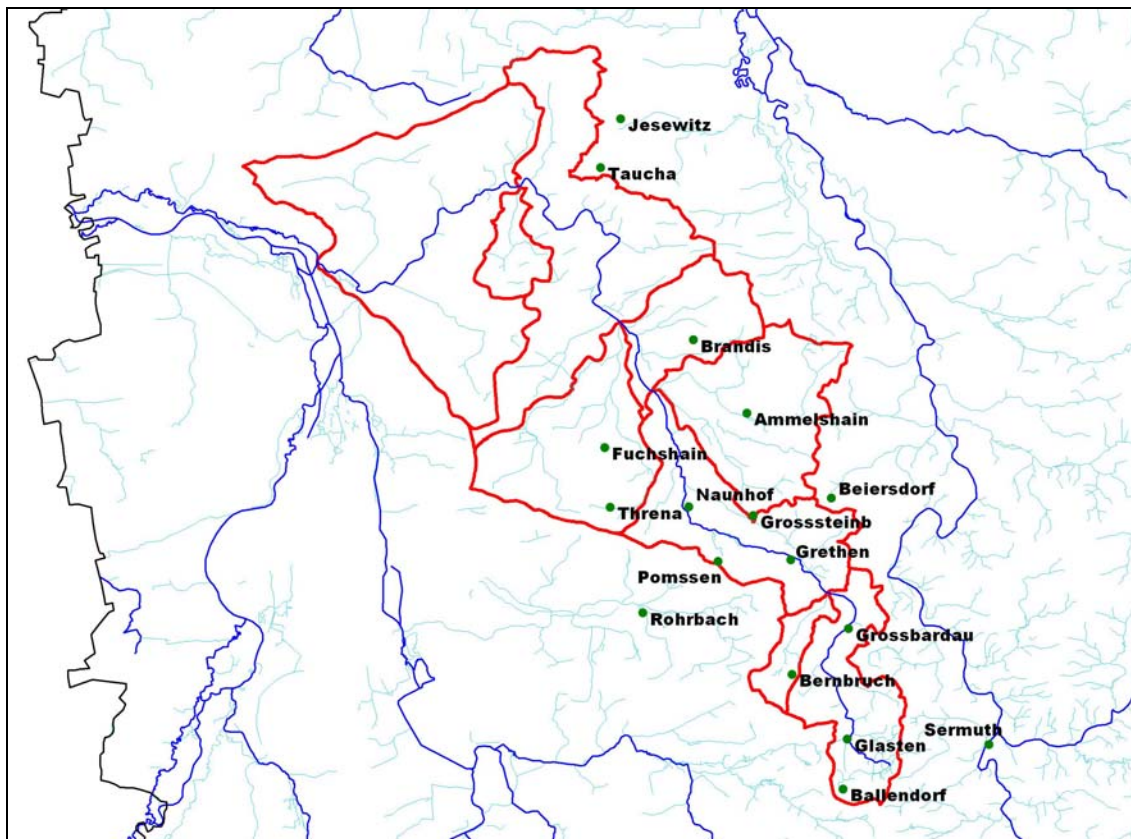 Jesewitz
Taucha
Brandis
Ammelshain
Fuchshain
Naunhof
Beiersdorf
Threna
Grosssteinb
Grethen
Pomssen
Rohrbach
Grossbardau
Bernbruch
Sermuth
Glasten
Ballendorf